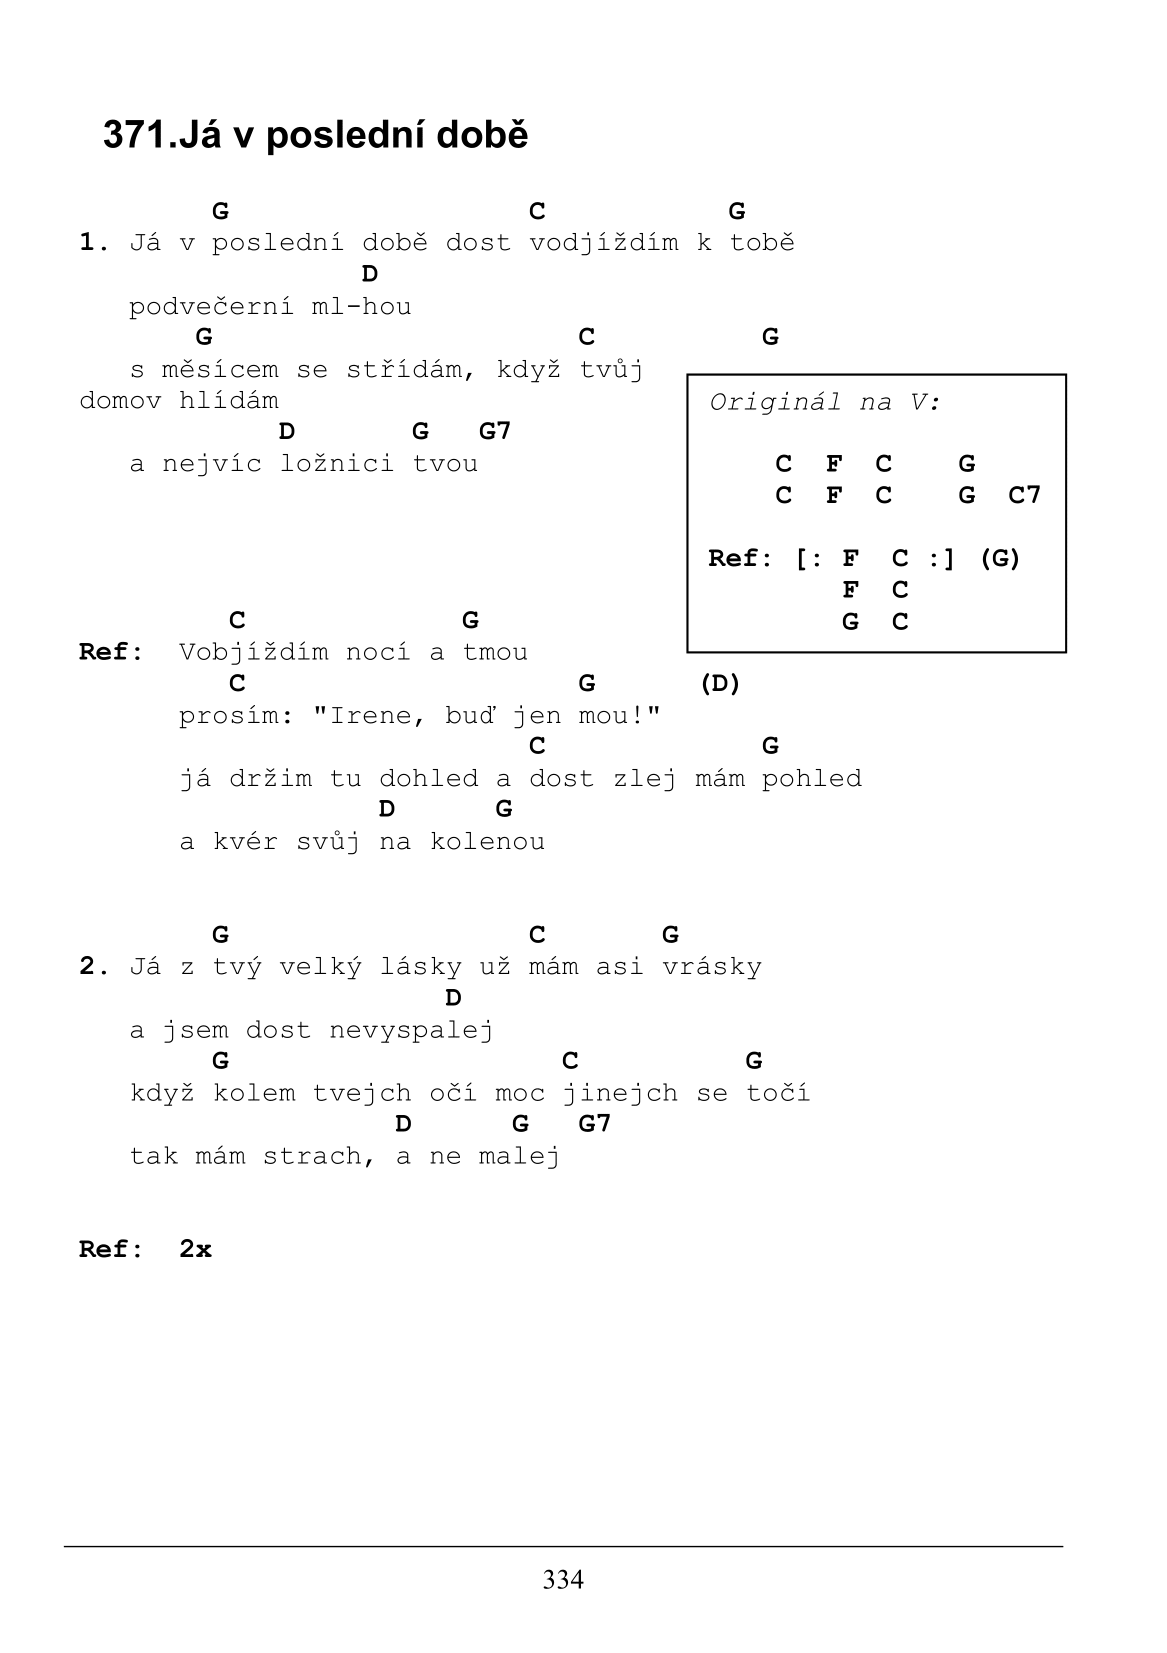 371.Já v poslední době
G C G
1. Já v poslední době dost vodjíždím k tobě
D
podvečerní ml-hou
G C G
s měsícem se střídám, když tvůj
domov hlídám
D G G7
a nejvíc ložnici tvou
Originál na V:
C F C G
C F C G C7
Ref: [: F C :] (G)
F C
G C
C G
Ref: Vobjíždím nocí a tmou
C G (D)
prosím: "Irene, buď jen mou!"
C G
já držim tu dohled a dost zlej mám pohled
D G
a kvér svůj na kolenou
G C G
2. Já z tvý velký lásky už mám asi vrásky
D
a jsem dost nevyspalej
G C G
když kolem tvejch očí moc jinejch se točí
D G G7
tak mám strach, a ne malej
Ref: 2x
334